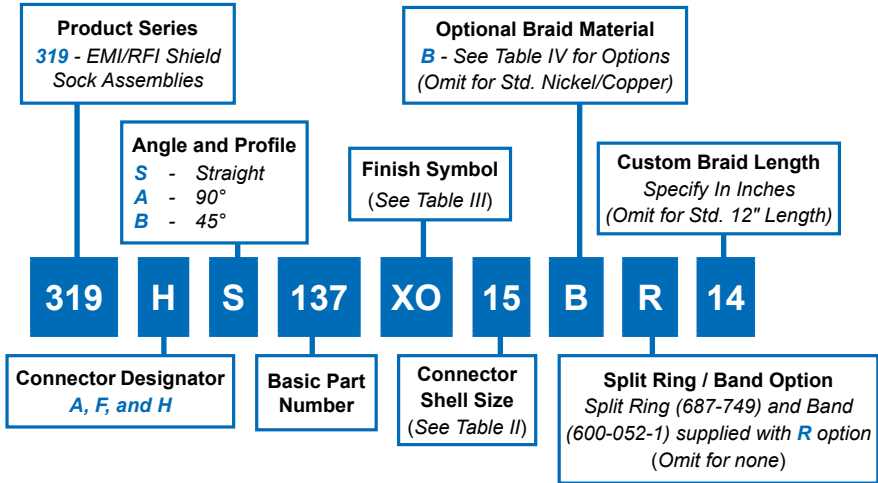 Product Series
319 - EMI/RFI Shield
Sock Assemblies
Optional Braid Material
B - See Table IV for Options
(Omit for Std. Nickel/Copper)
Angle and Profile
S - Straight
A - 90°
B - 45°
Finish Symbol
(See Table III)
Custom Braid Length
Specify In Inches
(Omit for Std. 12" Length)
319 H S 137 XO 15 B R 14
Connector Designator
A, F, and H
Basic Part
Number
Connector
Shell Size
(See Table II)
Split Ring / Band Option
Split Ring (687-749) and Band
(600-052-1) supplied with R option
(Omit for none)